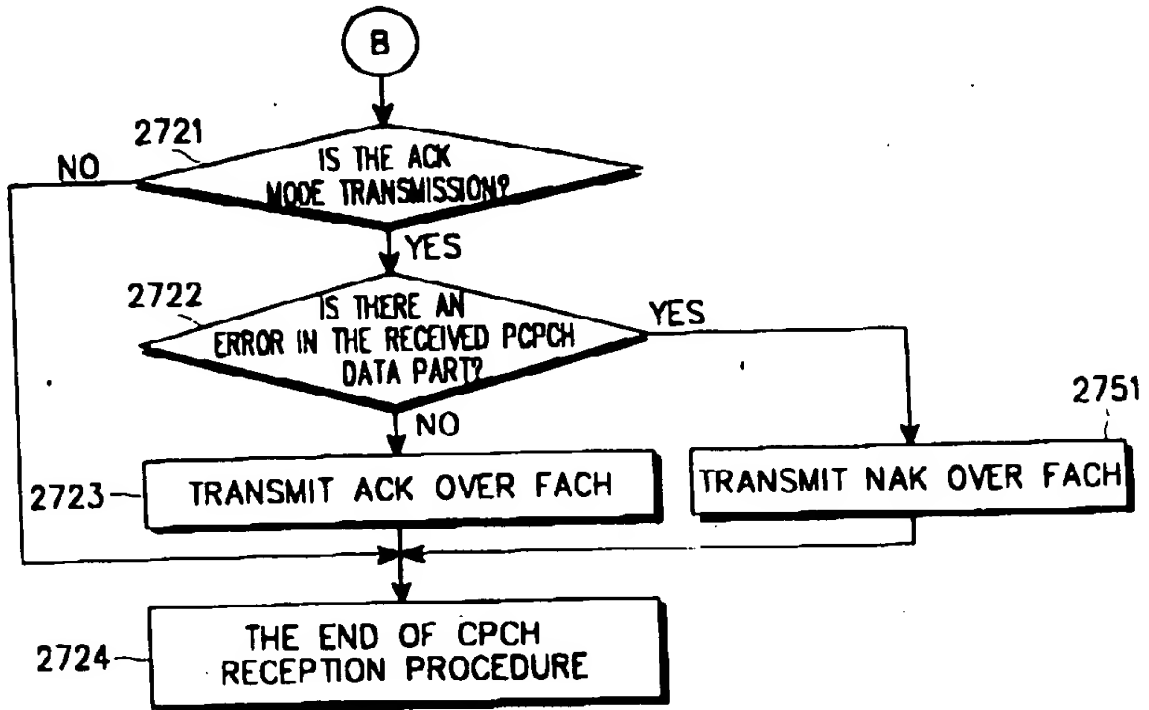 B
2721
NO
IS THE ACK
MODE TRANSMISSION?
YES
2722
IS THERE AN
ERROR IN THE RECEIVED PCPCH
DATA PART?
YES
NO
2751
2723
TRANSMIT ACK OVER FACH
TRANSMIT NAK OVER FACH
2724
THE END OF CPCH
RECEPTION PROCEDURE